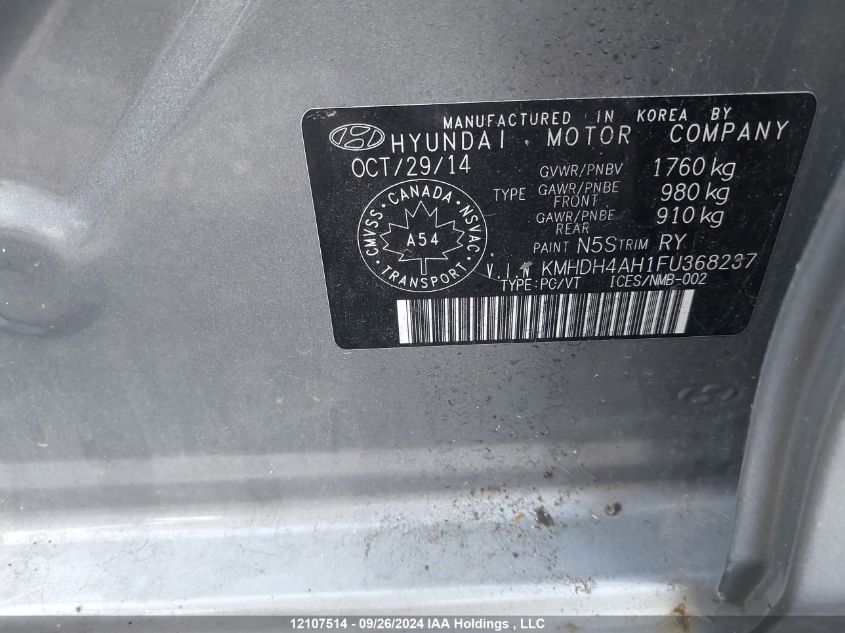 MANUFACTURED IN KOREA BY
HYUNDAI MOTOR COMPANY
OCT/29/14 GVWR/PNBV 1760 kg
TYPE GAWR/PNBE FRONT 980 kg
GAWR/PNBE REAR 910 kg
PAINT N5S TRIM RY
V.I.N KMHDH4AH1FU368237
TYPE:PC/VT ICES/NMB-002
CMVSS · CANADA · NSVAC
A54
TRANSPORT
12107514 - 09/26/2024 IAA Holdings , LLC